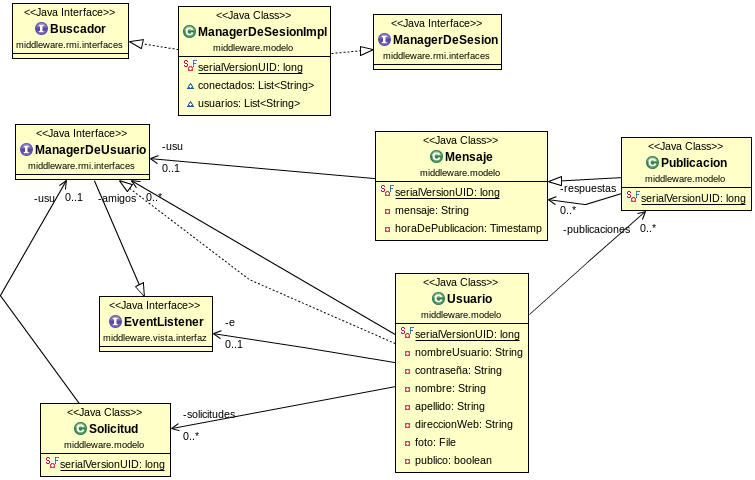 <<Java Interface>>
Buscador
middleware.rmi.interfaces
<<Java Class>>
ManagerDeSesionImpl
middleware.modelo
serialVersionUID: long
conectados: List<String>
usuarios: List<String>
<<Java Interface>>
ManagerDeSesion
middleware.rmi.interfaces
<<Java Interface>>
ManagerDeUsuario
middleware.rmi.interfaces
-usu
0..1
<<Java Class>>
Mensaje
middleware.modelo
serialVersionUID: long
mensaje: String
horaDePublicacion: Timestamp
<<Java Class>>
Publicacion
middleware.modelo
serialVersionUID: long
-respuestas
0..*
-publicaciones
0..*
-usu
0..1
-amigos
0..*
<<Java Interface>>
EventListener
middleware.vista.interfaz
-e
0..1
<<Java Class>>
Usuario
middleware.modelo
serialVersionUID: long
nombreUsuario: String
contraseña: String
nombre: String
apellido: String
direccionWeb: String
foto: File
publico: boolean
-solicitudes
0..*
<<Java Class>>
Solicitud
middleware.modelo
serialVersionUID: long